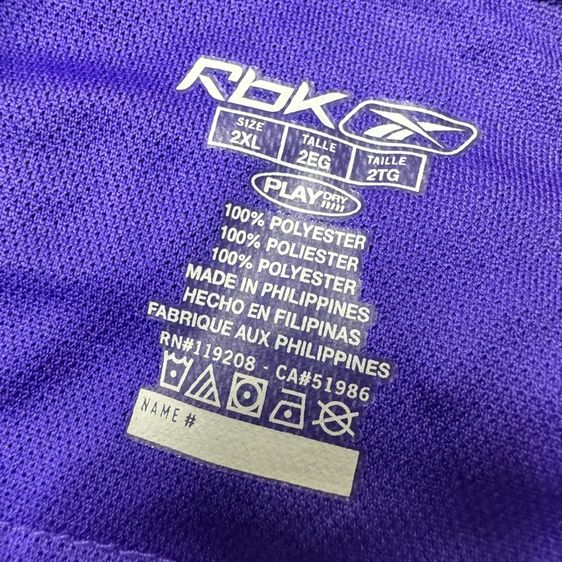 Rbk
SIZE TALLE TAILLE
2XL 2EG 2TG
PLAY DRY
100% POLYESTER
100% POLIESTER
100% POLYESTER
MADE IN PHILIPPINES
HECHO EN FILIPINAS
FABRIQUE AUX PHILIPPINES
RN#119208 - CA#51986
NAME #